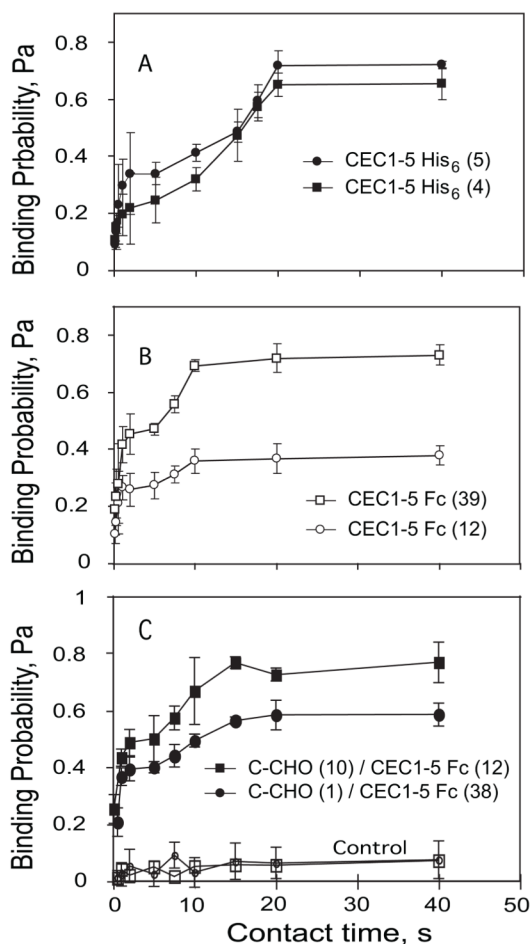 A
Binding Prbability, Pa
0.8
0.6
0.4
0.2
0
CEC1-5 His6 (5)
CEC1-5 His6 (4)
B
Binding Probability, Pa
0.8
0.4
0.2
0
CEC1-5 Fc (39)
CEC1-5 Fc (12)
C
Binding Probability, Pa
1
0.8
0.6
0.4
0.2
0
C-CHO (10) / CEC1-5 Fc (12)
C-CHO (1) / CEC1-5 Fc (38)
Control
0 10 20 30 40 50
Contact time, s